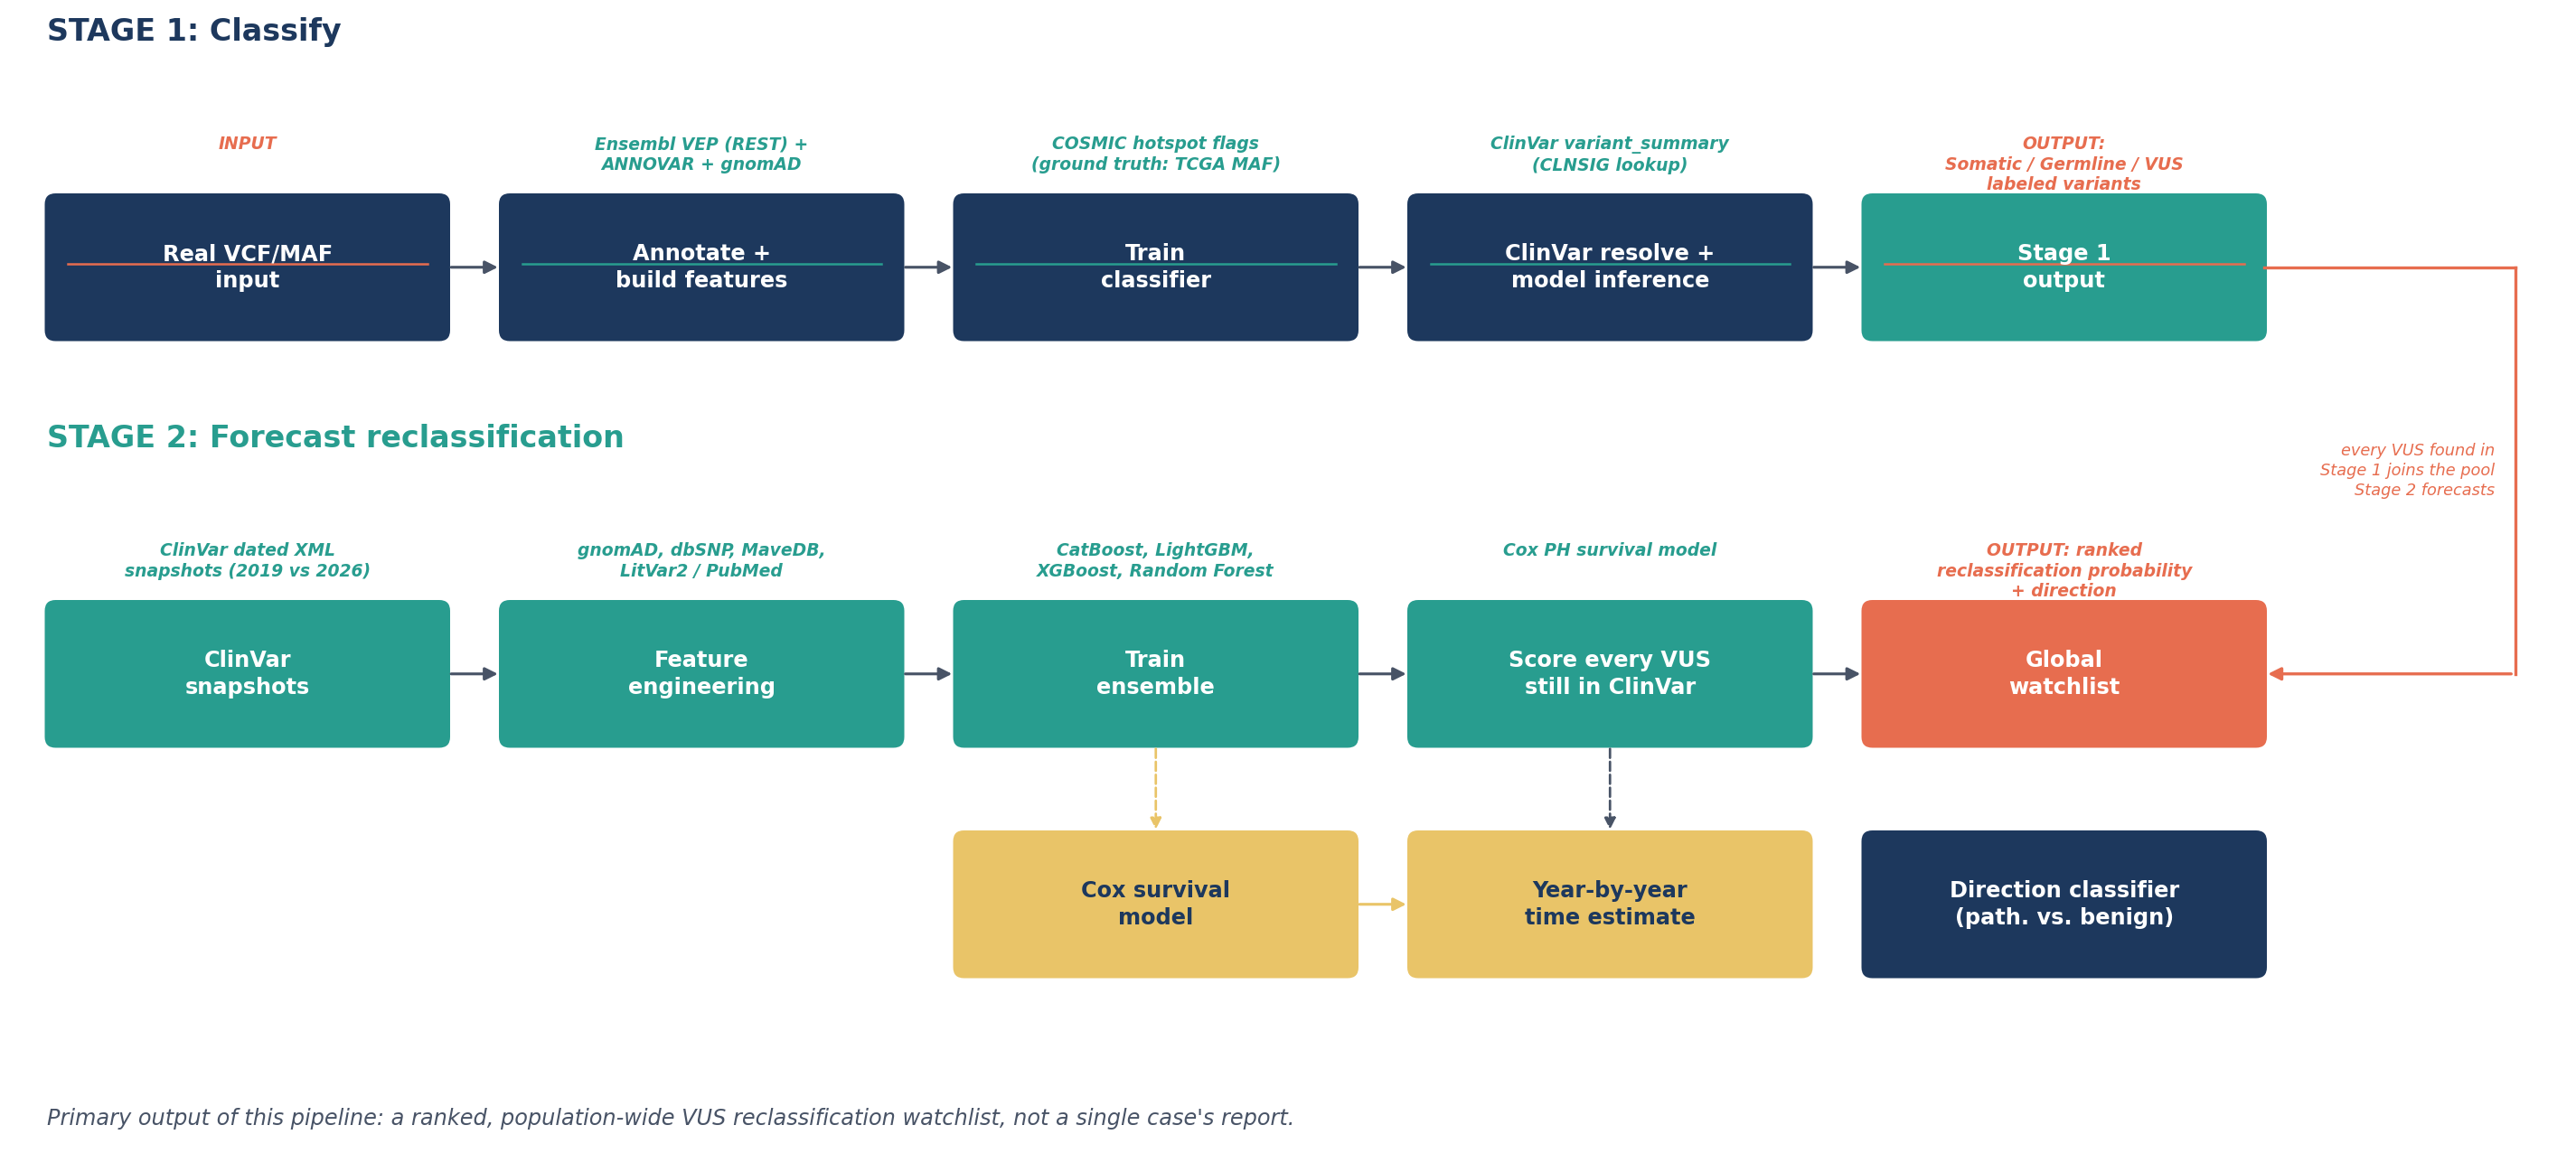 STAGE 1: Classify
INPUT
Ensembl VEP (REST) +
ANNOVAR + gnomAD
COSMIC hotspot flags
(ground truth: TCGA MAF)
ClinVar variant_summary
(CLNSIG lookup)
OUTPUT:
Somatic / Germline / VUS
labeled variants
Real VCF/MAF
input
Annotate +
build features
Train
classifier
ClinVar resolve +
model inference
Stage 1
output
STAGE 2: Forecast reclassification
every VUS found in
Stage 1 joins the pool
Stage 2 forecasts
ClinVar dated XML
snapshots (2019 vs 2026)
gnomAD, dbSNP, MaveDB,
LitVar2 / PubMed
CatBoost, LightGBM,
XGBoost, Random Forest
Cox PH survival model
OUTPUT: ranked
reclassification probability
+ direction
ClinVar
snapshots
Feature
engineering
Train
ensemble
Score every VUS
still in ClinVar
Global
watchlist
Cox survival
model
Year-by-year
time estimate
Direction classifier
(path. vs. benign)
Primary output of this pipeline: a ranked, population-wide VUS reclassification watchlist, not a single case's report.